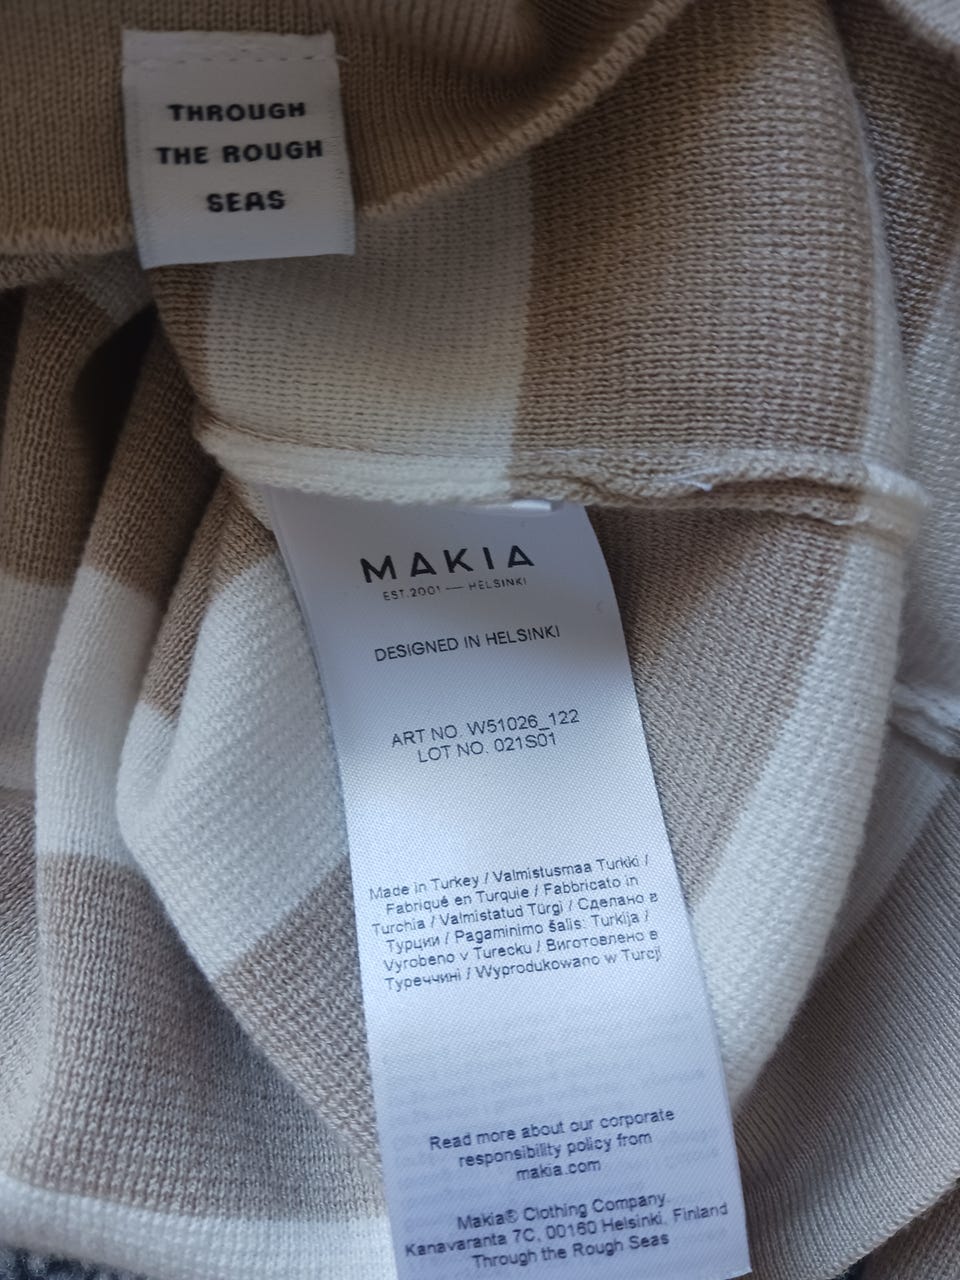 THROUGH
THE ROUGH
SEAS
MAKIA
EST.2001 — HELSINKI
DESIGNED IN HELSINKI
ART NO. W51026_122
LOT NO. 021S01
Made in Turkey / Valmistusmaa Turkki /
Fabriqué en Turquie / Fabbricato in
Turchia / Valmistatud Türgi / Сделано в
Турции / Pagaminimo šalis: Turkija /
Vyrobeno v Turecku / Виготовлено в
Туреччині / Wyprodukowano w Turcji
Read more about our corporate
responsibility policy from
makia.com
Makia® Clothing Company.
Kanavaranta 7C, 00160 Helsinki, Finland
Through the Rough Seas